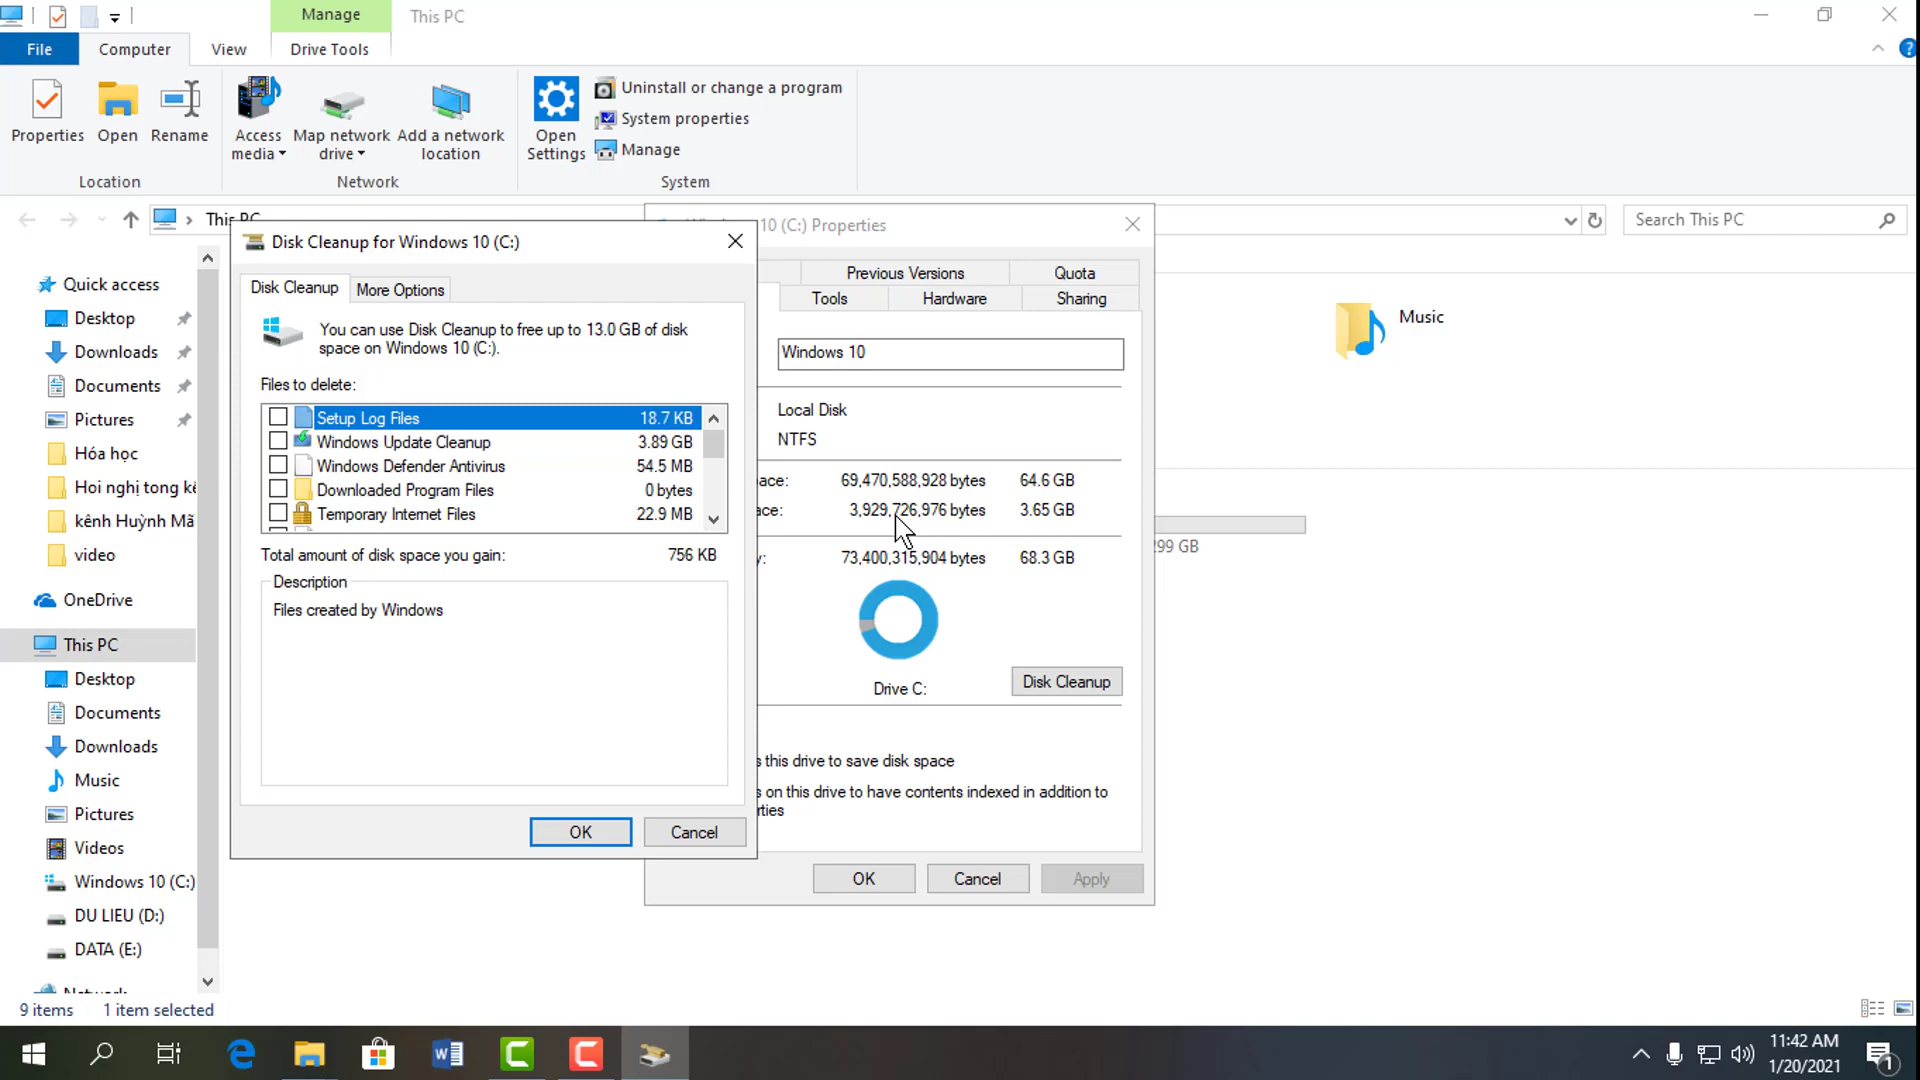 Manage
This PC
File
Computer
View
Drive Tools
Properties
Open
Rename
Access
media
Map network
drive
Add a network
location
Open
Settings
Uninstall or change a program
System properties
Manage
Location
Network
System
This PC
Search This PC
Quick access
Desktop
Downloads
Documents
Pictures
Hóa học
Hoi nghị tong kê
kênh Huỳnh Mã
video
OneDrive
This PC
Desktop
Documents
Downloads
Music
Pictures
Videos
Windows 10 (C:)
DU LIEU (D:)
DATA (E:)
9 items
1 item selected
Disk Cleanup for Windows 10 (C:)
Disk Cleanup
More Options
You can use Disk Cleanup to free up to 13.0 GB of disk
space on Windows 10 (C:).
Files to delete:
Setup Log Files 18.7 KB
Windows Update Cleanup 3.89 GB
Windows Defender Antivirus 54.5 MB
Downloaded Program Files 0 bytes
Temporary Internet Files 22.9 MB
Total amount of disk space you gain: 756 KB
Description
Files created by Windows
OK
Cancel
10 (C:) Properties
Previous Versions
Quota
Tools
Hardware
Sharing
Windows 10
Local Disk
NTFS
ace: 69,470,588,928 bytes 64.6 GB
ace: 3,929,726,976 bytes 3.65 GB
y: 73,400,315,904 bytes 68.3 GB
Drive C:
Disk Cleanup
s this drive to save disk space
s on this drive to have contents indexed in addition to
rties
OK
Cancel
Apply
Music
299 GB
11:42 AM
1/20/2021
1